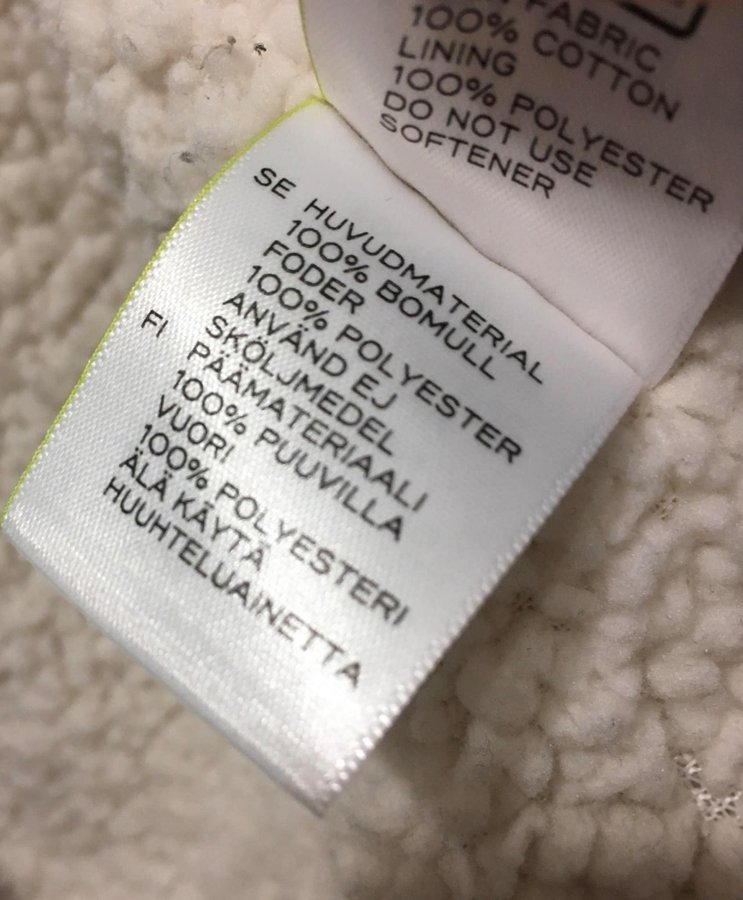 FABRIC
100% COTTON
LINING
100% POLYESTER
DO NOT USE
SOFTENER
SE HUVUDMATERIAL
100% BOMULL
FODER
100% POLYESTER
ANVÄND EJ
SKÖLJMEDEL
FI PÄÄMATERIAALI
100% PUUVILLA
VUORI
100% POLYESTERI
ÄLÄ KÄYTÄ
HUUHTELUAINETTA